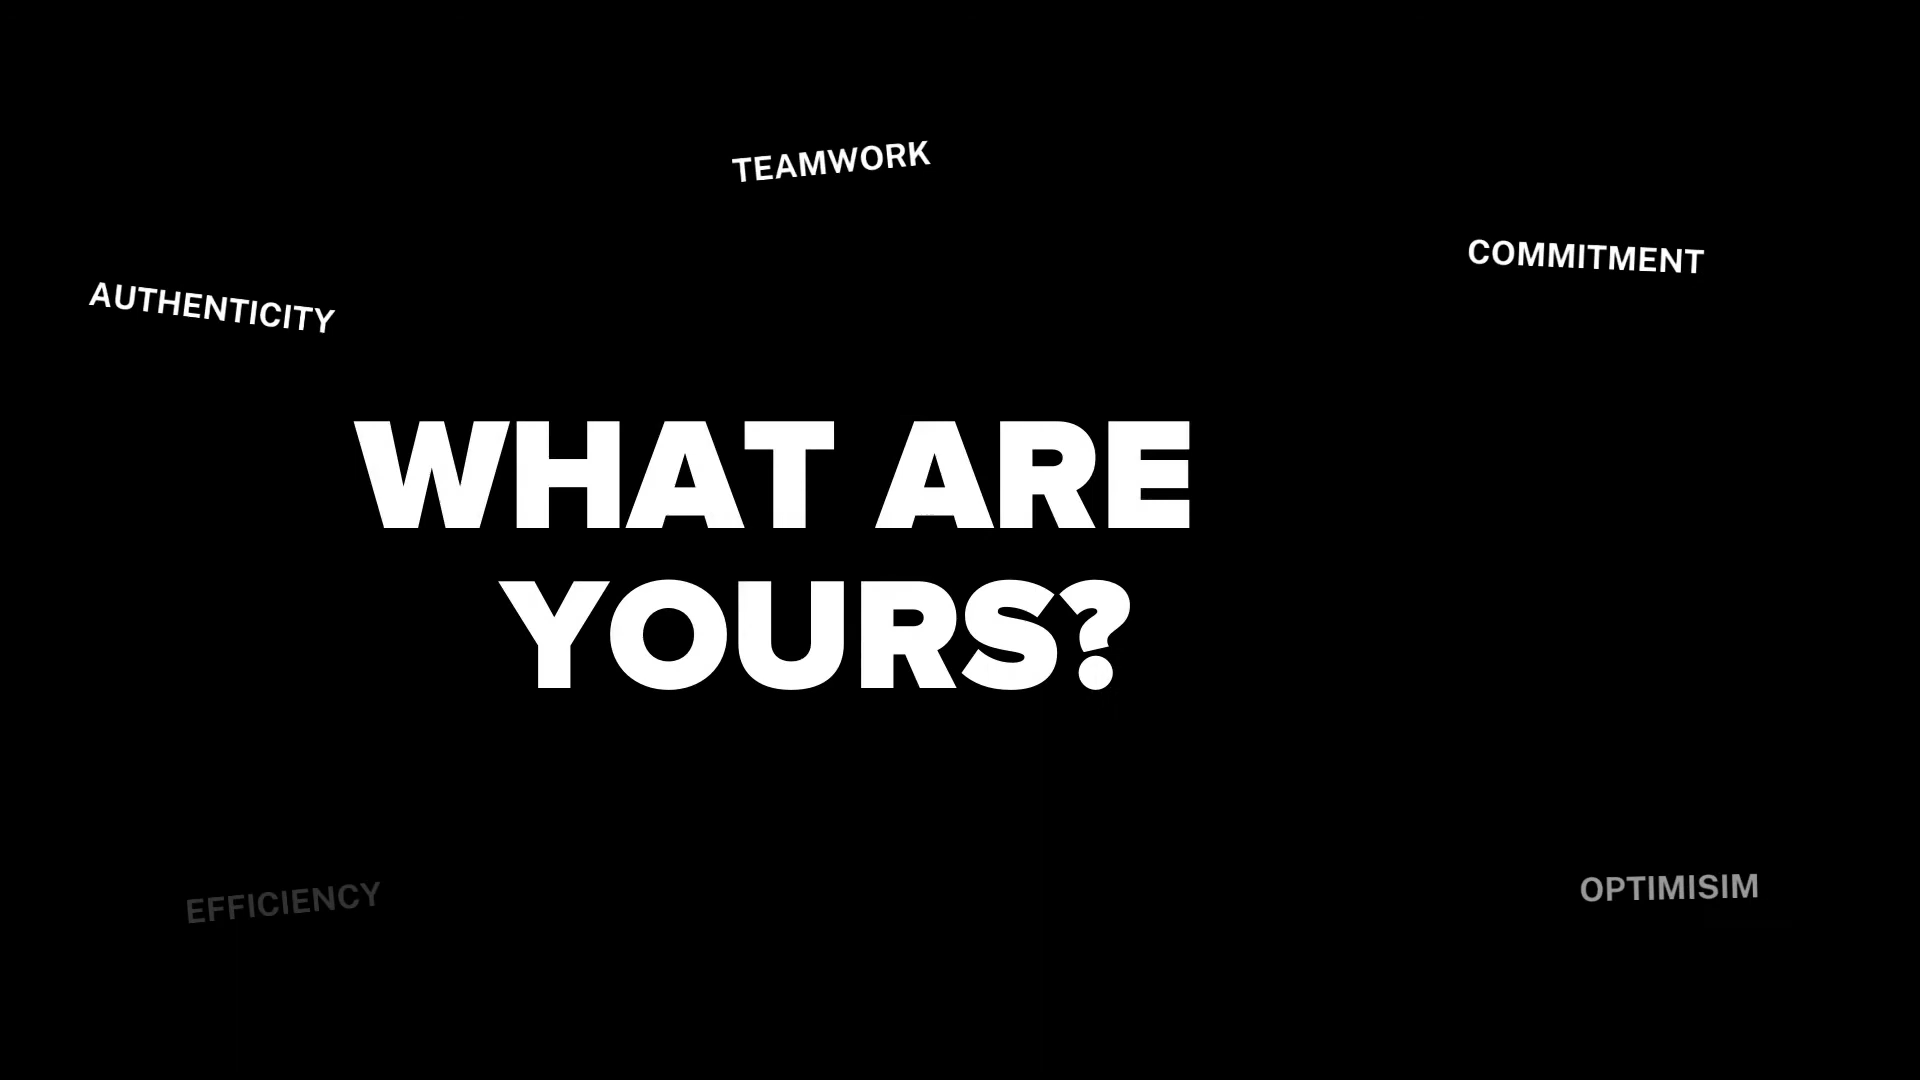 TEAMWORK
COMMITMENT
AUTHENTICITY
WHAT ARE
YOURS?
EFFICIENCY
OPTIMISIM